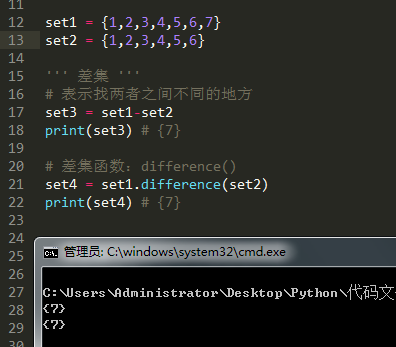 11
12 set1 = {1,2,3,4,5,6,7}
13 set2 = {1,2,3,4,5,6}
14
15 ''' 差集 '''
16 # 表示找两者之间不同的地方
17 set3 = set1-set2
18 print(set3) # {7}
19
20 # 差集函数：difference()
21 set4 = set1.difference(set2)
22 print(set4) # {7}
23
24
25 管理员: C:\windows\system32\cmd.exe
26
27 C:\Users\Administrator\Desktop\Python\代码文
28 {7}
29 {7}
30